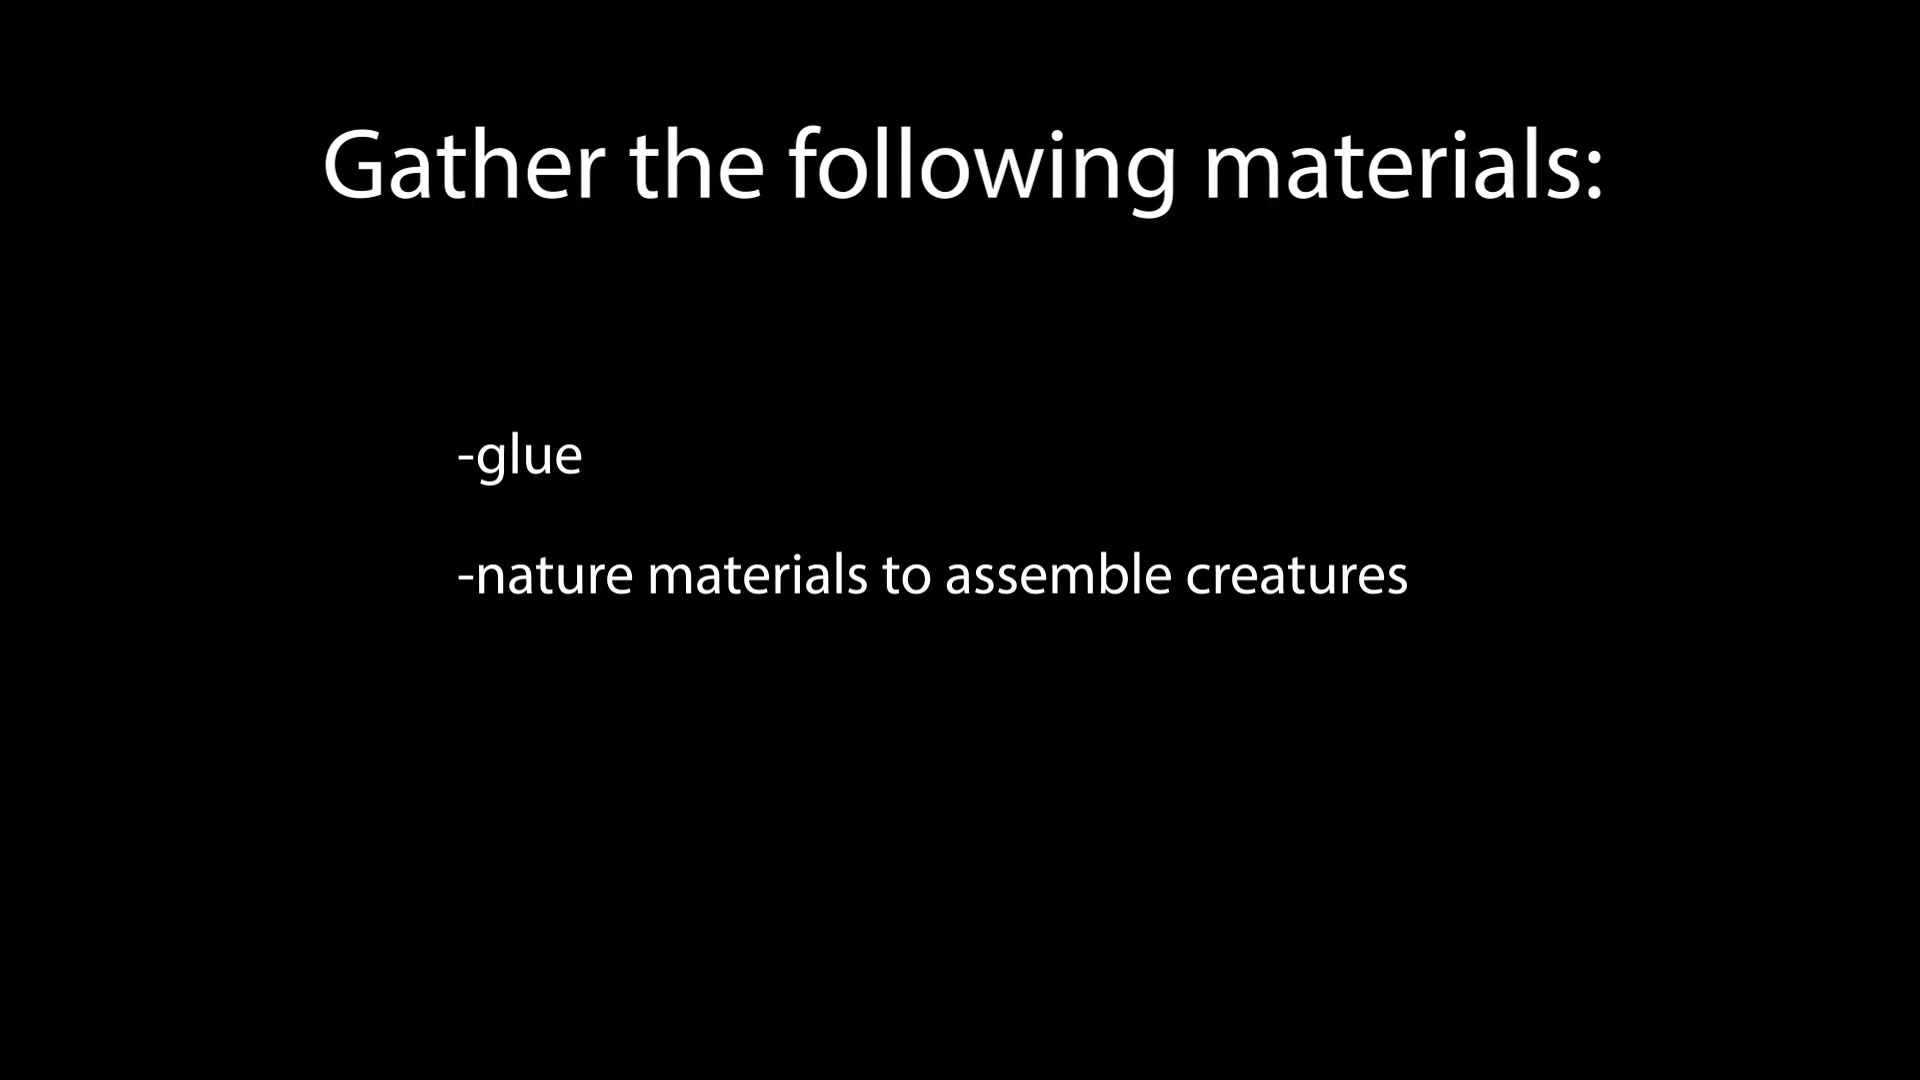 Gather the following materials:
-glue
-nature materials to assemble creatures